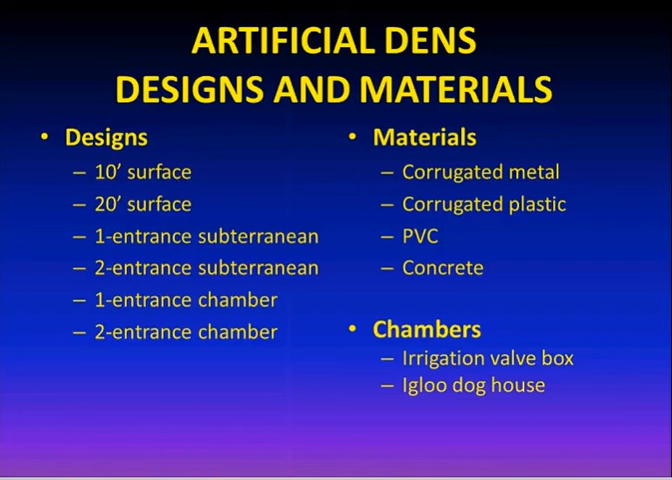 ARTIFICIAL DENS
DESIGNS AND MATERIALS
• Designs
– 10’ surface
– 20’ surface
– 1-entrance subterranean
– 2-entrance subterranean
– 1-entrance chamber
– 2-entrance chamber
• Materials
– Corrugated metal
– Corrugated plastic
– PVC
– Concrete
• Chambers
– Irrigation valve box
– Igloo dog house